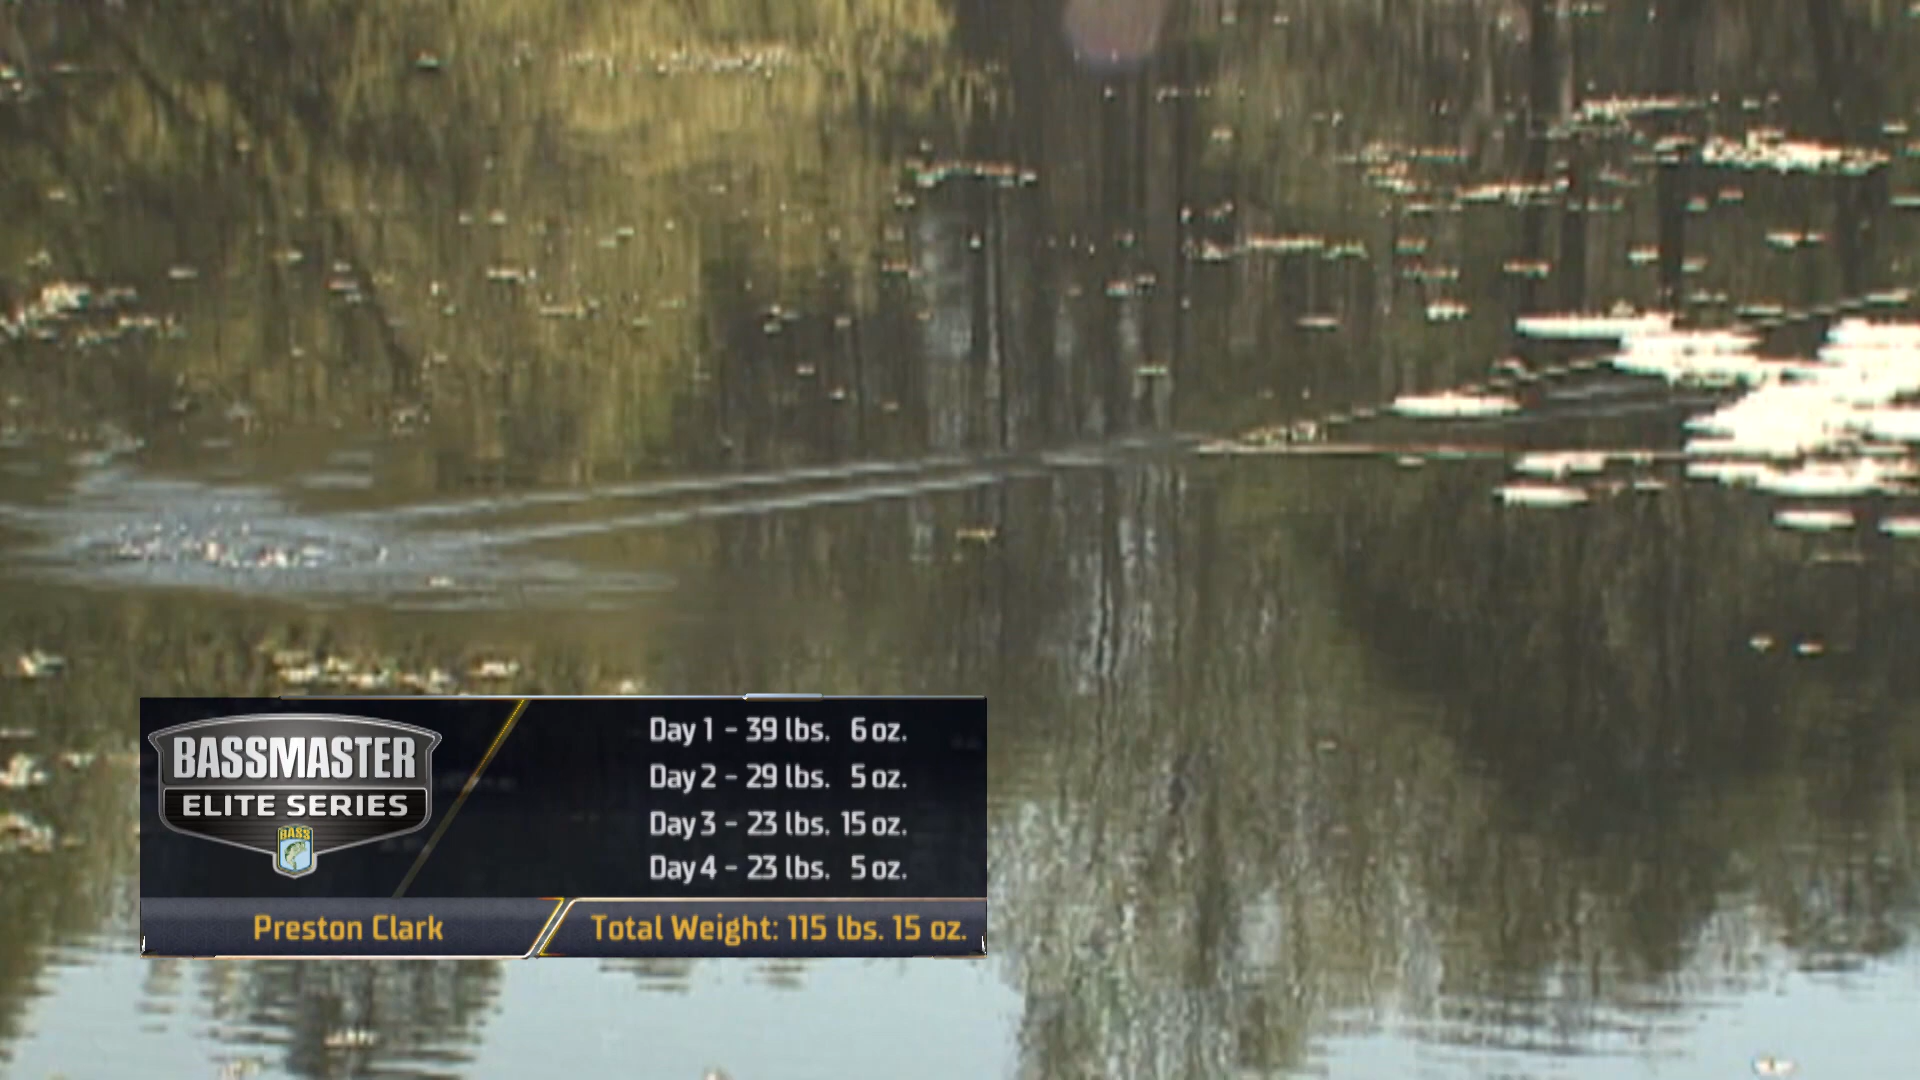 BASSMASTER
ELITE SERIES
BASS
Day 1 - 39 lbs. 6 oz.
Day 2 - 29 lbs. 5 oz.
Day 3 - 23 lbs. 15 oz.
Day 4 - 23 lbs. 5 oz.
Preston Clark
Total Weight: 115 lbs. 15 oz.